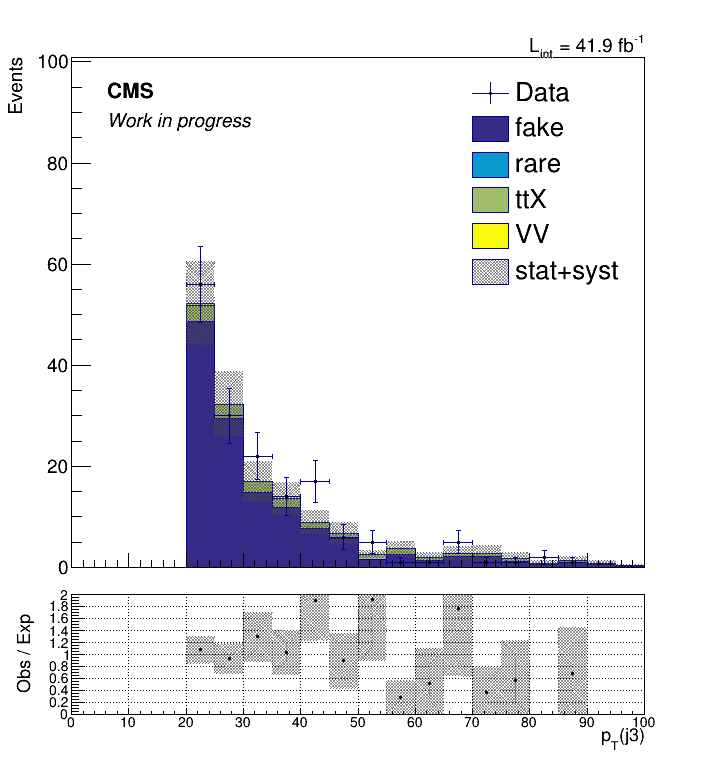 L_int = 41.9 fb^-1
Events
100
80
60
40
20
0
CMS
Work in progress
Data
fake
rare
ttX
VV
stat+syst
Obs / Exp
2
1.8
1.6
1.4
1.2
1
0.8
0.6
0.4
0.2
0
0 10 20 30 40 50 60 70 80 90 100
p_T(j3)